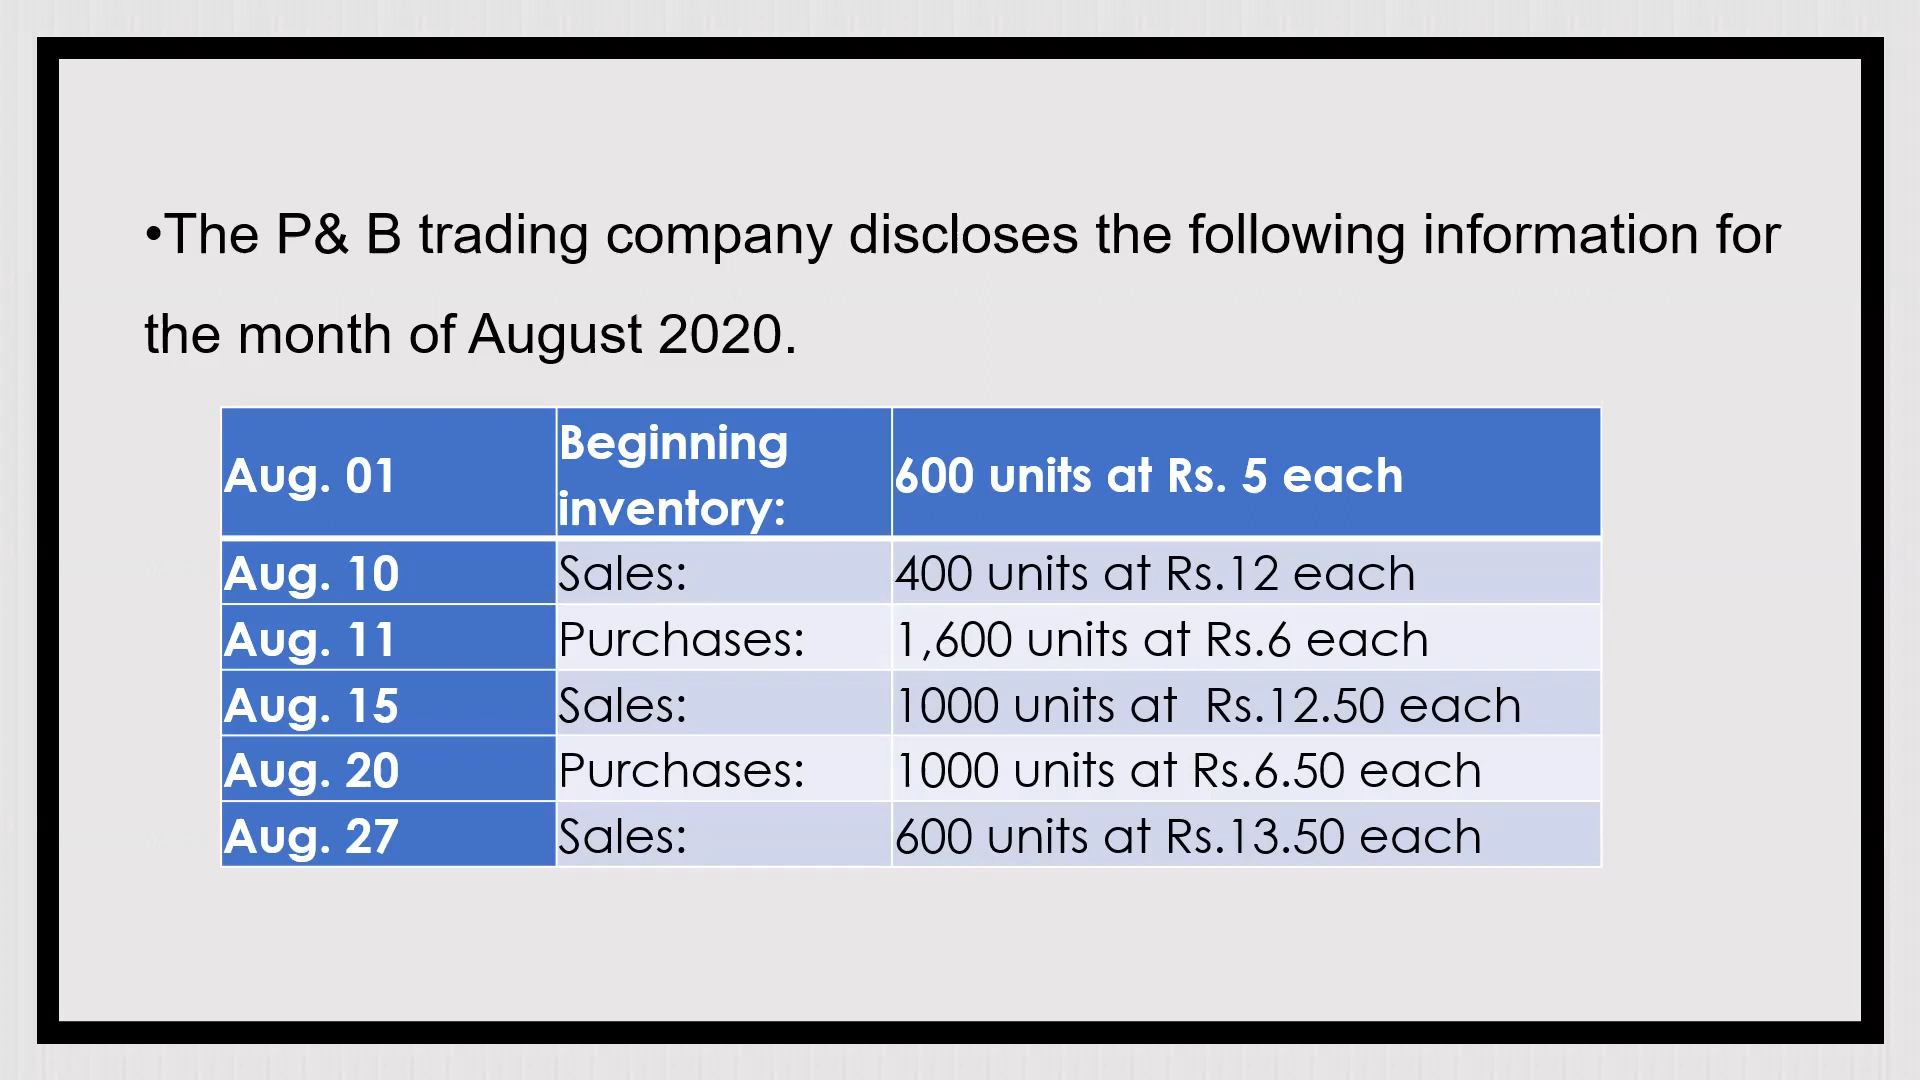 •The P& B trading company discloses the following information for
the month of August 2020.
Aug. 01 Beginning inventory: 600 units at Rs. 5 each
Aug. 10 Sales: 400 units at Rs.12 each
Aug. 11 Purchases: 1,600 units at Rs.6 each
Aug. 15 Sales: 1000 units at  Rs.12.50 each
Aug. 20 Purchases: 1000 units at Rs.6.50 each
Aug. 27 Sales: 600 units at Rs.13.50 each